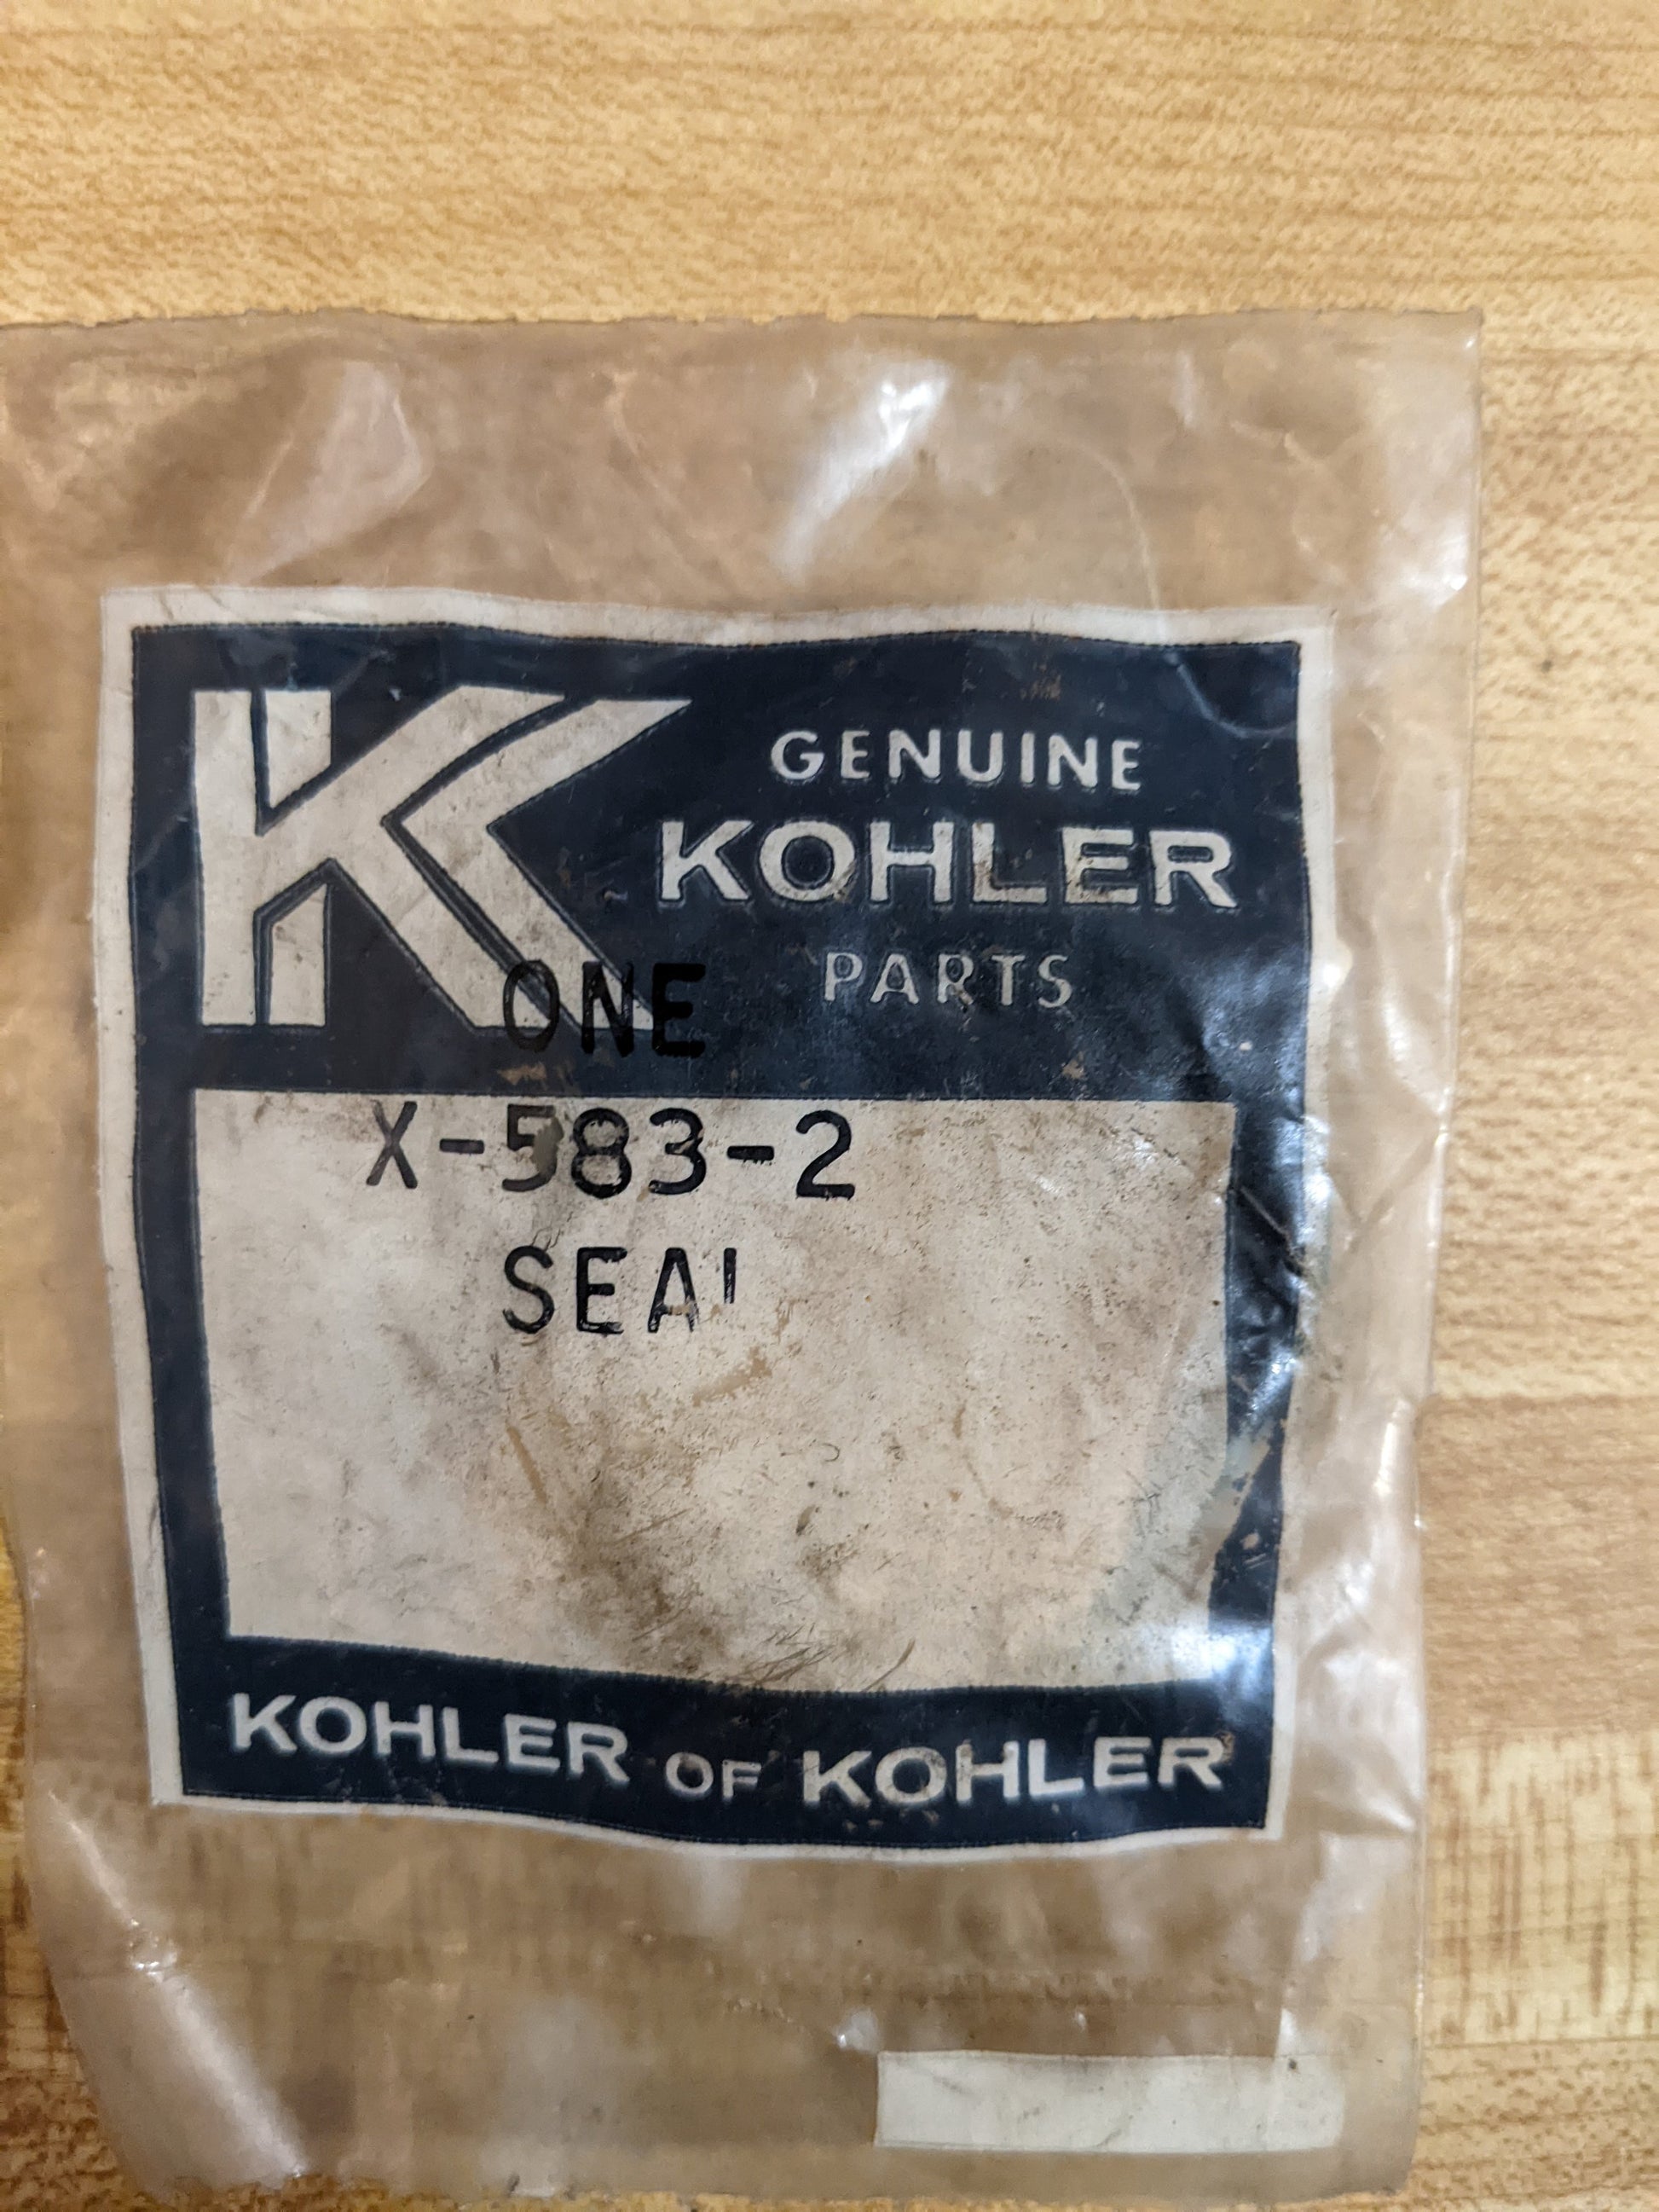 K
GENUINE
KOHLER
PARTS
ONE
X-583-2
SEAL
KOHLER OF KOHLER